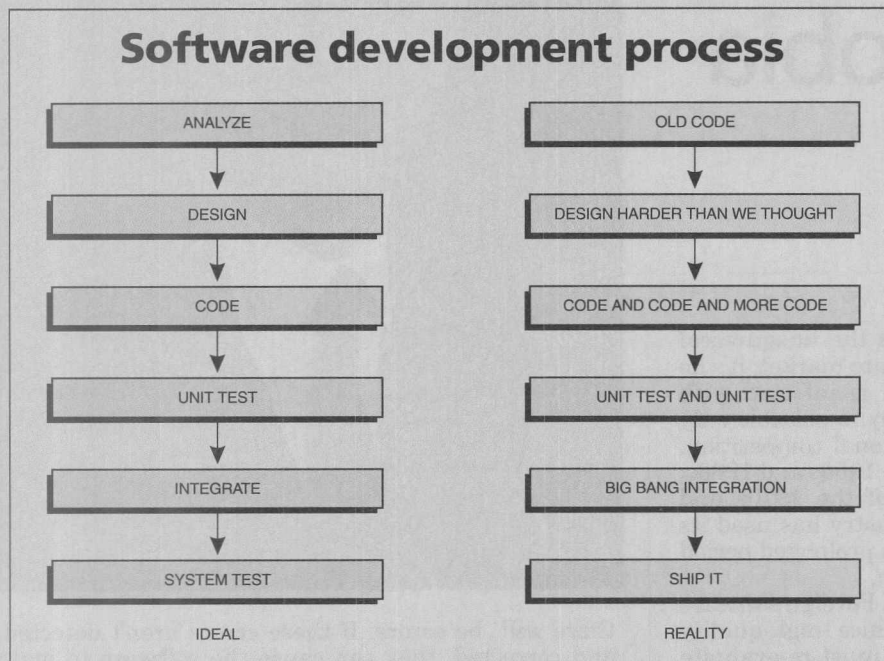 Software development process
ANALYZE
DESIGN
CODE
UNIT TEST
INTEGRATE
SYSTEM TEST
IDEAL
OLD CODE
DESIGN HARDER THAN WE THOUGHT
CODE AND CODE AND MORE CODE
UNIT TEST AND UNIT TEST
BIG BANG INTEGRATION
SHIP IT
REALITY